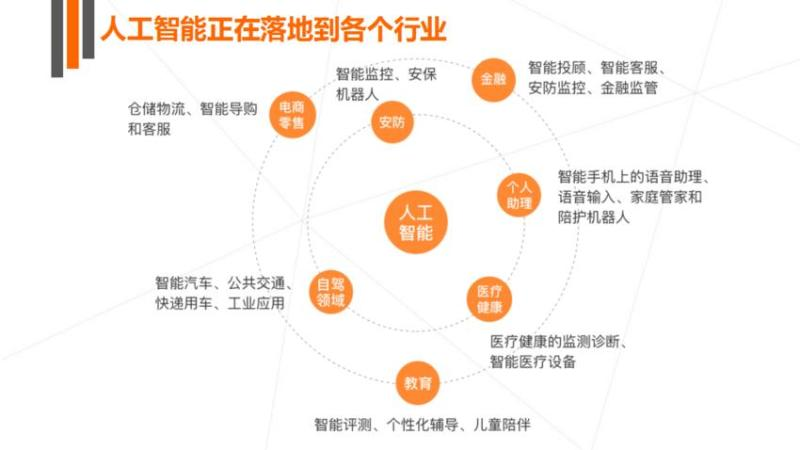 人工智能正在落地到各个行业
智能监控、安保
机器人
安防
金融
智能投顾、智能客服、
安防监控、金融监管
仓储物流、智能导购
和客服
电商
零售
人工
智能
个人
助理
智能手机上的语音助理、
语音输入、家庭管家和
陪护机器人
智能汽车、公共交通、
快递用车、工业应用
自驾
领域
医疗
健康
医疗健康的监测诊断、
智能医疗设备
教育
智能评测、个性化辅导、儿童陪伴